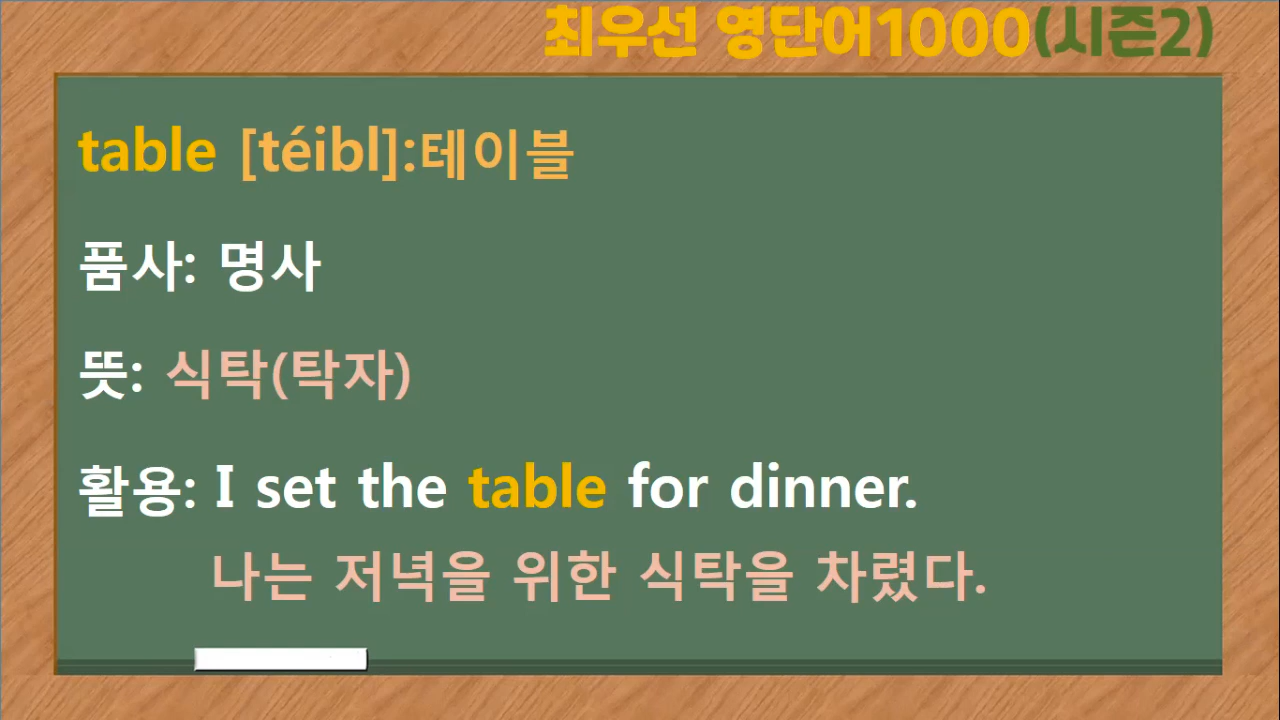 최우선 영단어1000(시즌2)
table [téibl]:테이블
품사: 명사
뜻: 식탁(탁자)
활용: I set the table for dinner.
나는 저녁을 위한 식탁을 차렸다.